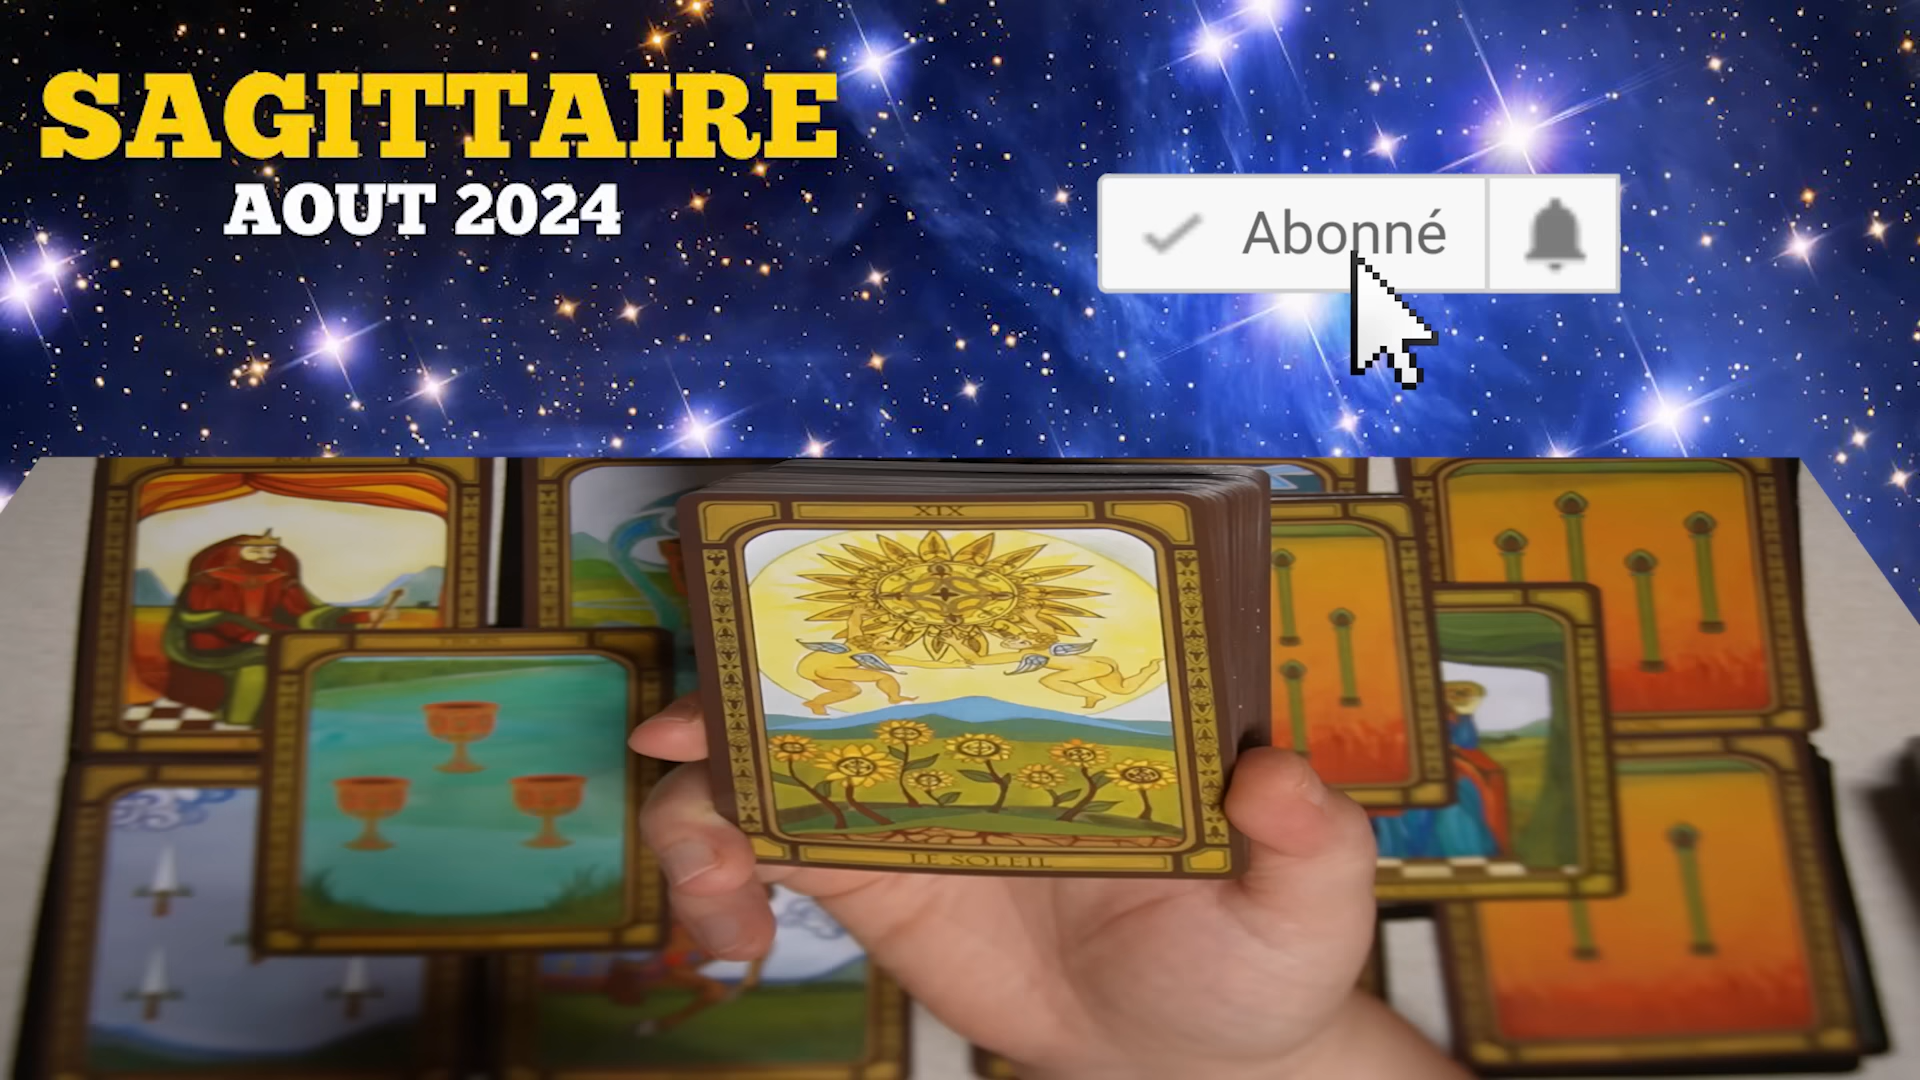 SAGITTAIRE
AOUT 2024
Abonné
XIX
LE SOLEIL